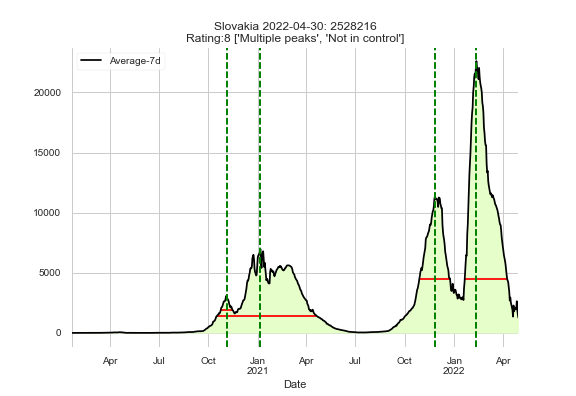 Slovakia 2022-04-30: 2528216
Rating:8 ['Multiple peaks', 'Not in control']
Average-7d
20000
15000
10000
5000
0
Apr Jul Oct Jan Apr Jul Oct Jan Apr
2021 2022
Date